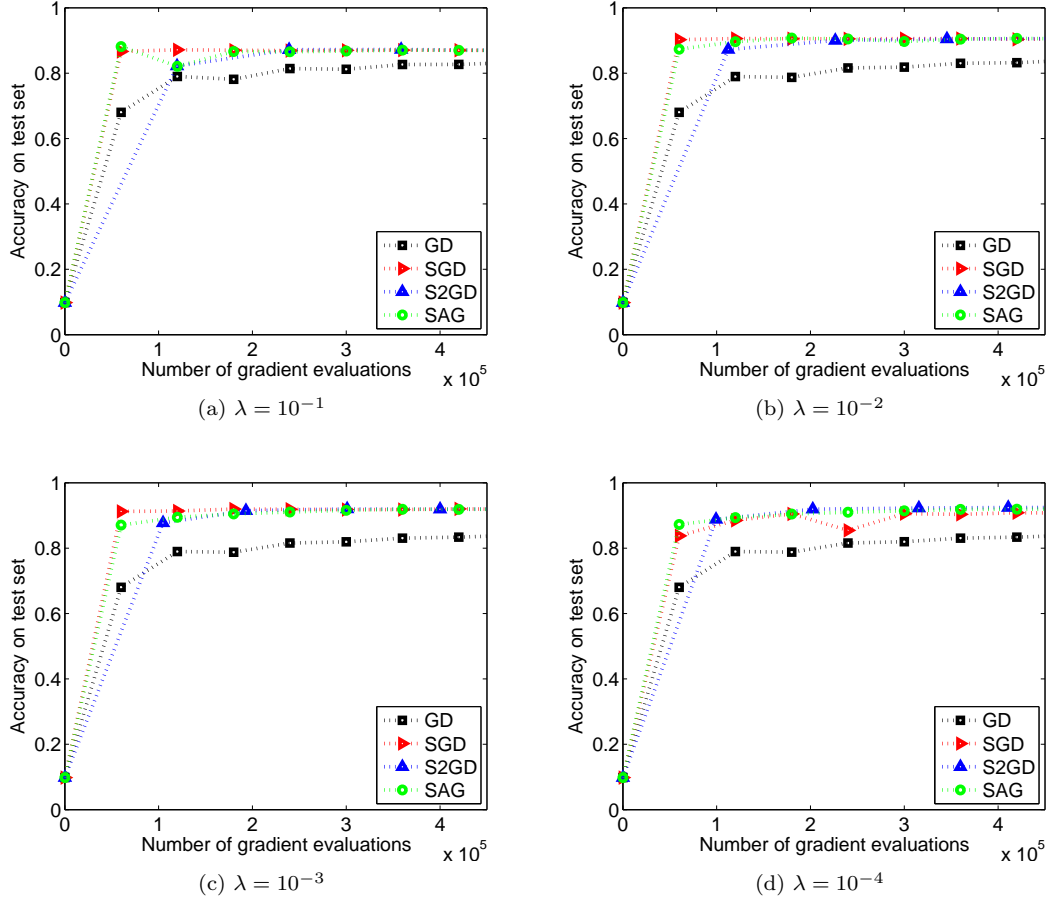 1
0.8
0.6
0.4
0.2
0
Accuracy on test set
0 1 2 3 4
Number of gradient evaluations
x 10^5
GD
SGD
S2GD
SAG
(a) λ = 10^{-1}
1
0.8
0.6
0.4
0.2
0
Accuracy on test set
0 1 2 3 4
Number of gradient evaluations
x 10^5
GD
SGD
S2GD
SAG
(b) λ = 10^{-2}
1
0.8
0.6
0.4
0.2
0
Accuracy on test set
0 1 2 3 4
Number of gradient evaluations
x 10^5
GD
SGD
S2GD
SAG
(c) λ = 10^{-3}
1
0.8
0.6
0.4
0.2
0
Accuracy on test set
0 1 2 3 4
Number of gradient evaluations
x 10^5
GD
SGD
S2GD
SAG
(d) λ = 10^{-4}